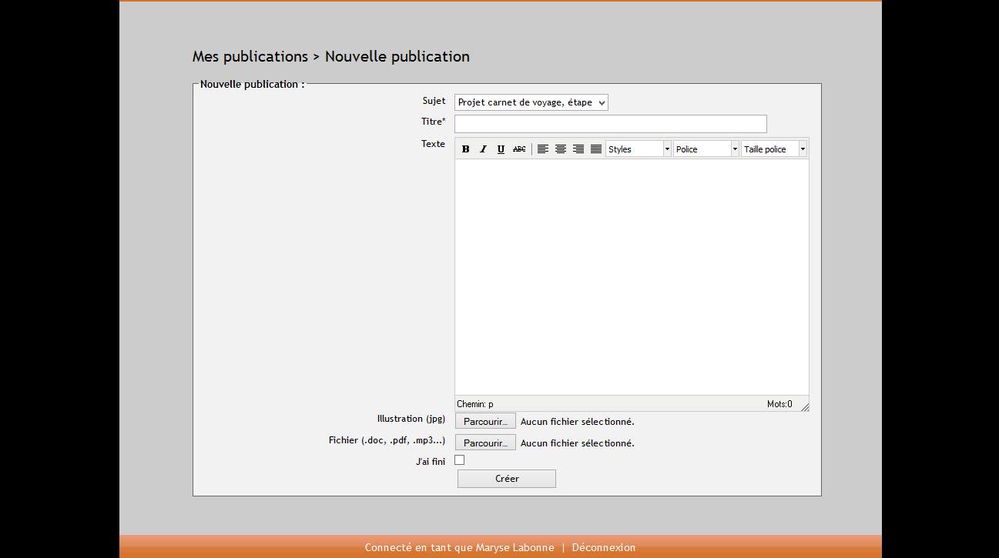 Mes publications > Nouvelle publication
Nouvelle publication :
Sujet Projet carnet de voyage, étape
Titre*
Texte B I U ABC Styles Police Taille police
Chemin: p Mots:0
Illustration (jpg) Parcourir... Aucun fichier sélectionné.
Fichier (.doc, .pdf, .mp3...) Parcourir... Aucun fichier sélectionné.
J'ai fini
Créer
Connecté en tant que Maryse Labonne | Déconnexion